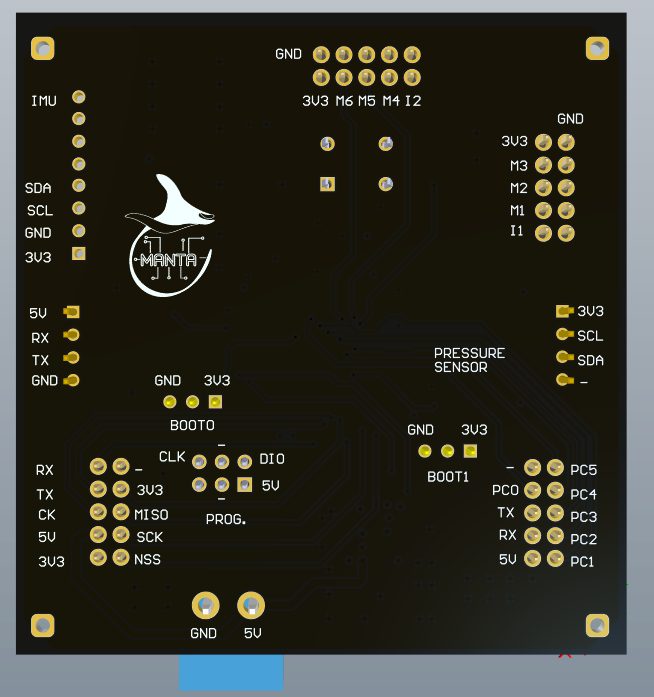 GND
3V3 M6 M5 M4 I2
IMU
SDA
SCL
GND
3V3
MANTA
GND
3V3
M3
M2
M1
I1
5V
RX
TX
GND
3V3
SCL
SDA
-
PRESSURE
SENSOR
GND 3V3
BOOT0
GND 3V3
BOOT1
-
CLK DIO
5V
-
PROG.
RX -
TX 3V3
CK MISO
5V SCK
3V3 NSS
- PC5
PC0 PC4
TX PC3
RX PC2
5V PC1
GND 5V